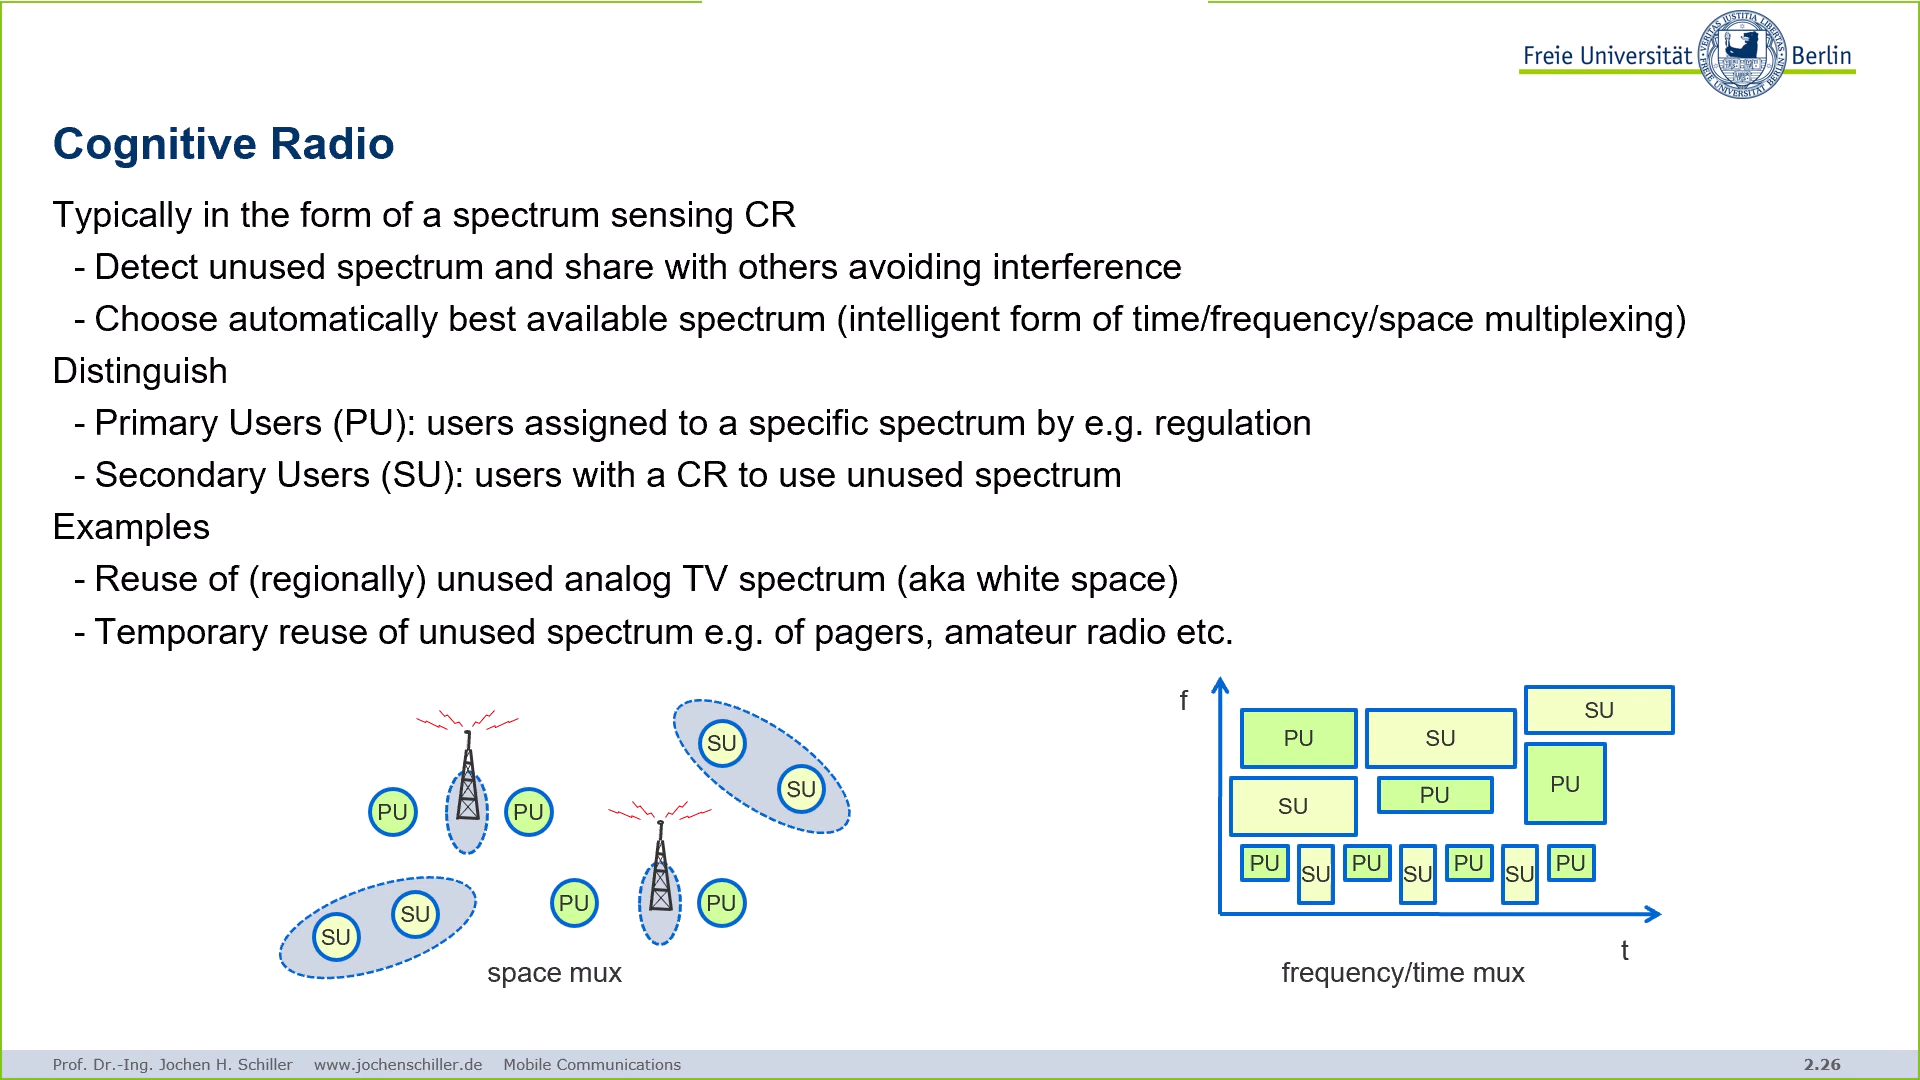 Freie Universität Berlin
Cognitive Radio
Typically in the form of a spectrum sensing CR
- Detect unused spectrum and share with others avoiding interference
- Choose automatically best available spectrum (intelligent form of time/frequency/space multiplexing)
Distinguish
- Primary Users (PU): users assigned to a specific spectrum by e.g. regulation
- Secondary Users (SU): users with a CR to use unused spectrum
Examples
- Reuse of (regionally) unused analog TV spectrum (aka white space)
- Temporary reuse of unused spectrum e.g. of pagers, amateur radio etc.
SU
SU
PU
PU
PU
PU
SU
SU
space mux
f
SU
PU
SU
PU
PU
SU
PU
SU
PU
SU
PU
SU
PU
t
frequency/time mux
Prof. Dr.-Ing. Jochen H. Schiller www.jochenschiller.de Mobile Communications
2.26